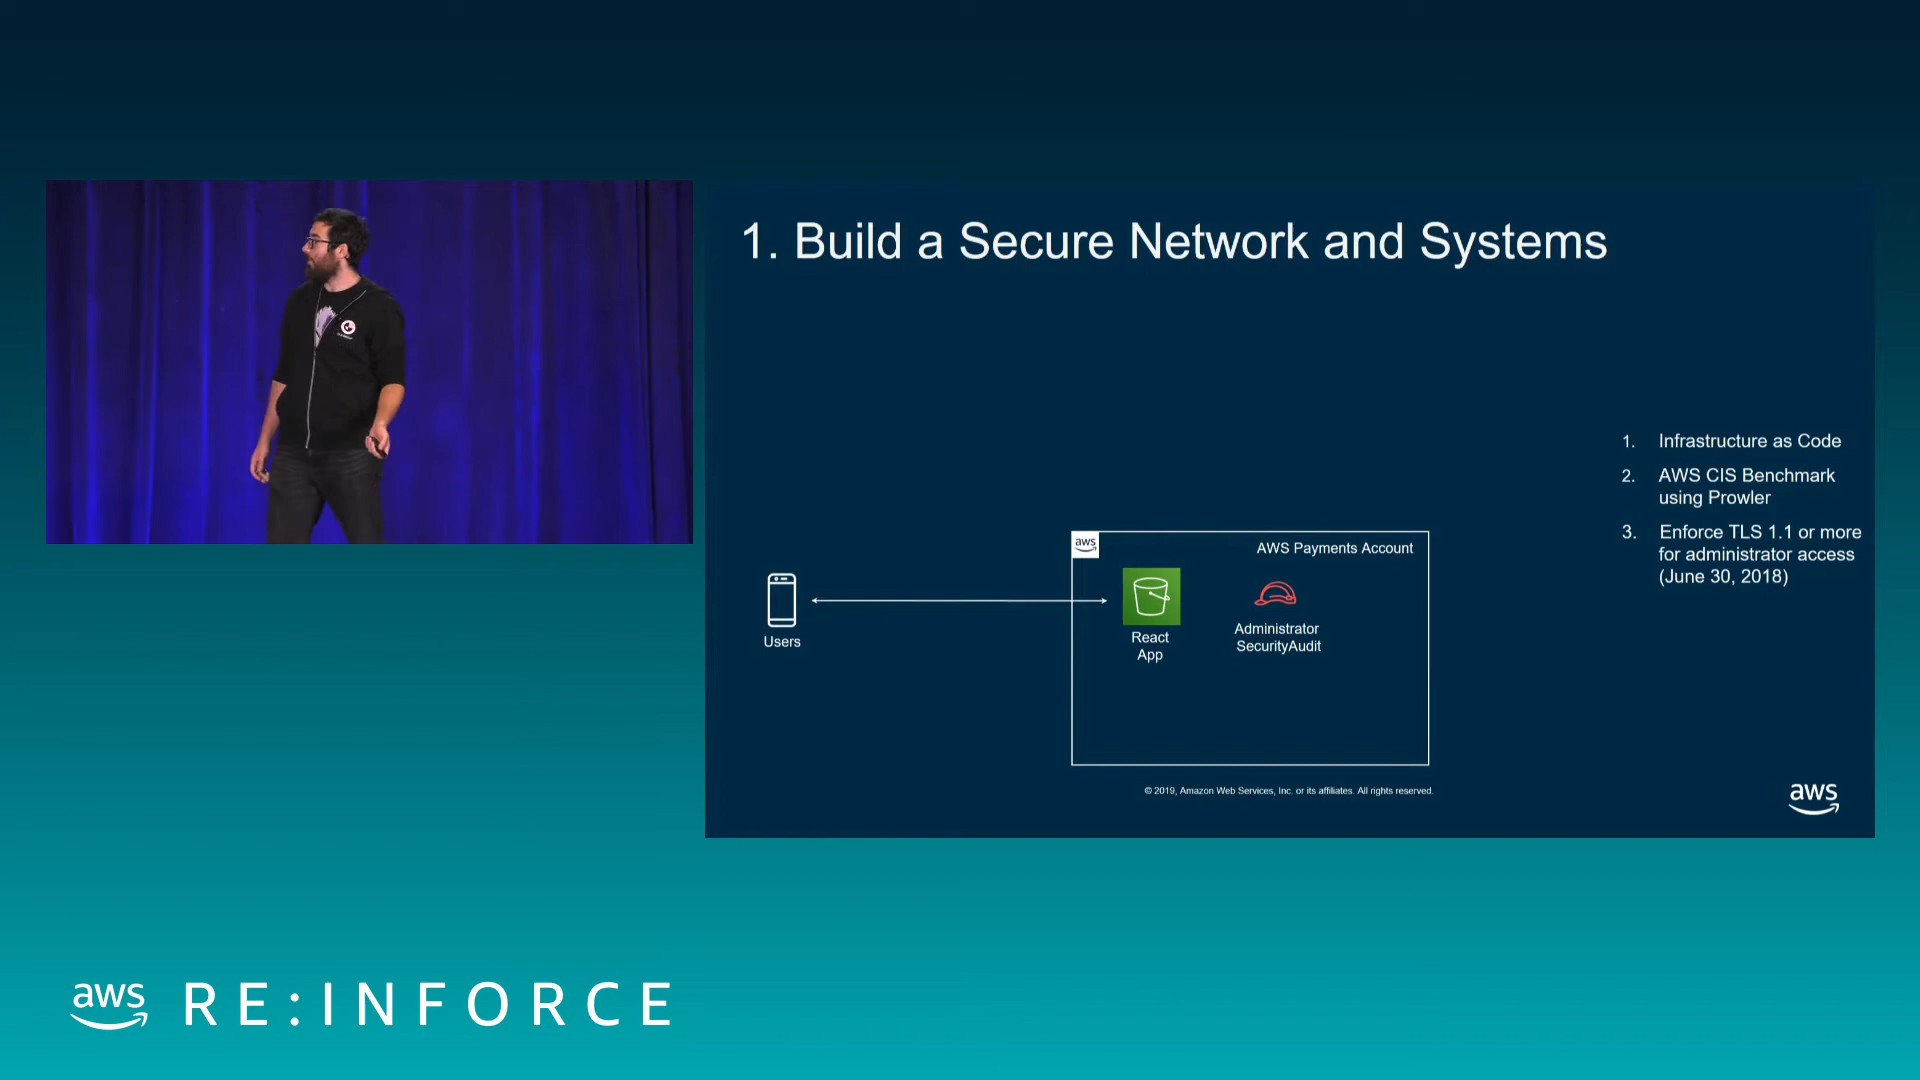 1. Build a Secure Network and Systems
1. Infrastructure as Code
2. AWS CIS Benchmark
using Prowler
3. Enforce TLS 1.1 or more
for administrator access
(June 30, 2018)
aws
AWS Payments Account
Users
React
App
Administrator
SecurityAudit
© 2019, Amazon Web Services, Inc. or its affiliates. All rights reserved.
aws
aws RE:INFORCE